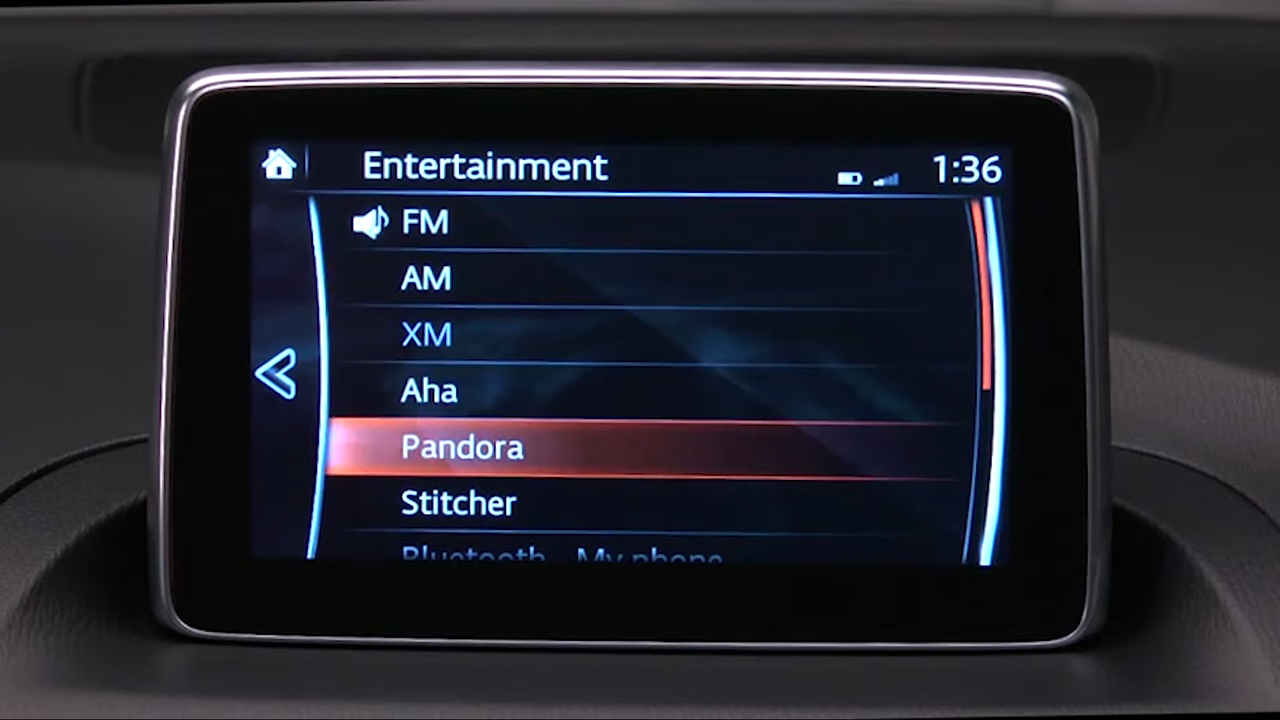 Entertainment
1:36
FM
AM
XM
Aha
Pandora
Stitcher
Bluetooth My phone